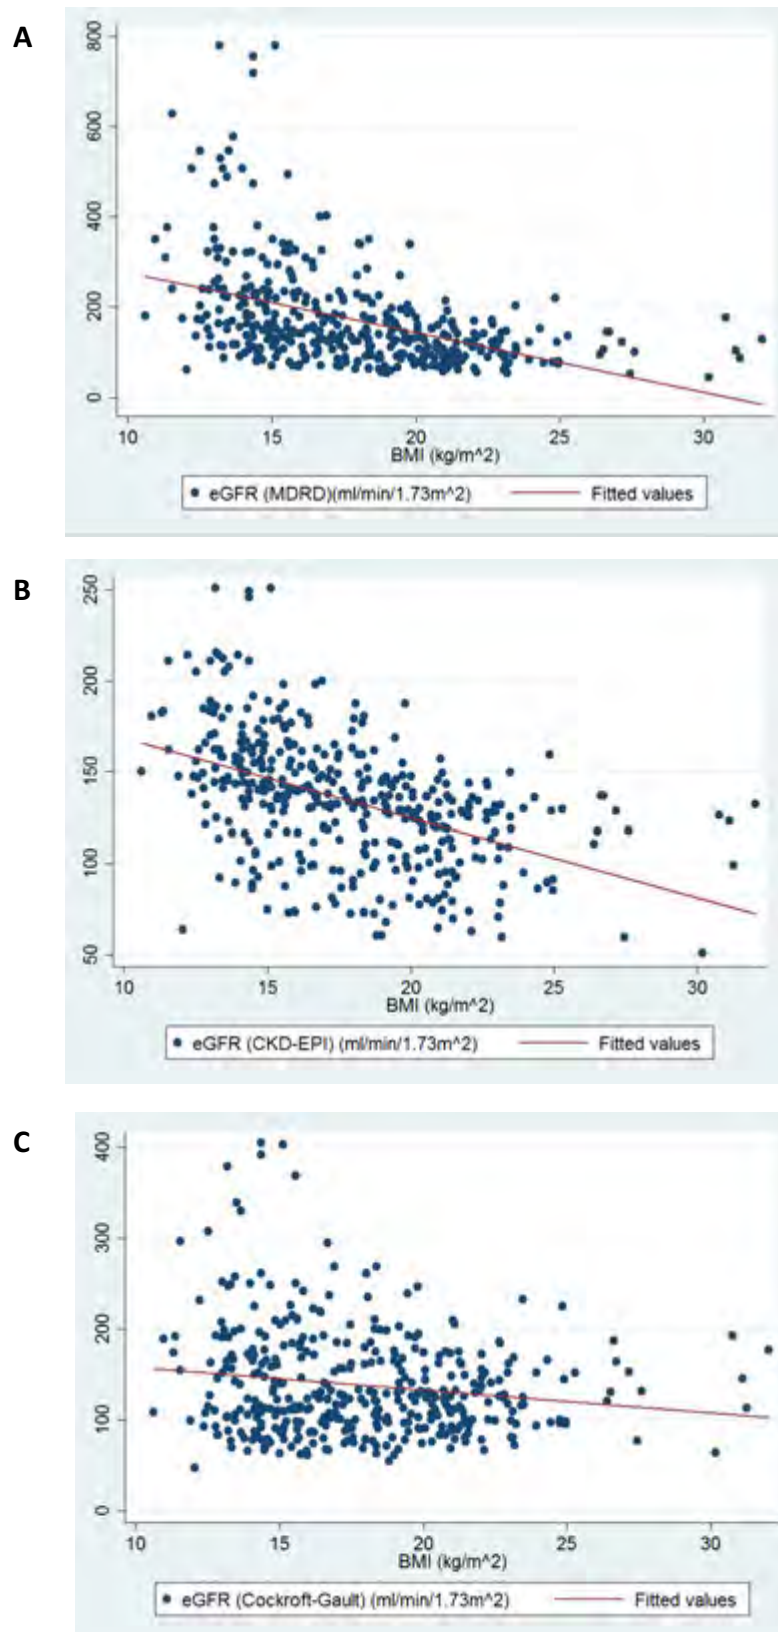 A
800
600
400
200
0
10 15 20 25 30
BMI (kg/m^2)
eGFR (MDRD)(ml/min/1.73m^2) Fitted values
B
250
200
150
100
50
10 15 20 25 30
BMI (kg/m^2)
eGFR (CKD-EPI) (ml/min/1.73m^2) Fitted values
C
400
300
200
100
0
10 15 20 25 30
BMI (kg/m^2)
eGFR (Cockroft-Gault) (ml/min/1.73m^2) Fitted values